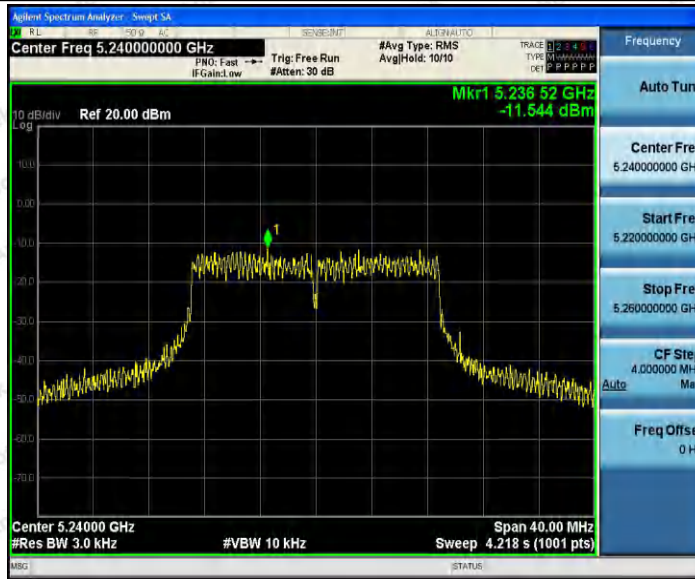 Agilent Spectrum Analyzer - Swept SA
RL RF 50 Ω AC SENSE:INT ALIGNAUTO
Center Freq 5.240000000 GHz
PNO: Fast
IFGain:Low
Trig: Free Run
#Atten: 30 dB
#Avg Type: RMS
Avg|Hold: 10/10
TRACE 1 2 3 4 5 6
TYPE M
DET P P P P P P
Mkr1 5.236 52 GHz
-11.544 dBm
10 dB/div Ref 20.00 dBm
Log
10.0
0.00
-10.0
-20.0
-30.0
-40.0
-50.0
-60.0
-70.0
1
Center 5.24000 GHz Span 40.00 MHz
#Res BW 3.0 kHz #VBW 10 kHz Sweep 4.218 s (1001 pts)
MSG STATUS
Frequency
Auto Tun
Center Fre
5.240000000 GH
Start Fre
5.220000000 GH
Stop Fre
5.260000000 GH
CF Ste
4.000000 MH
Auto Ma
Freq Offse
0 H